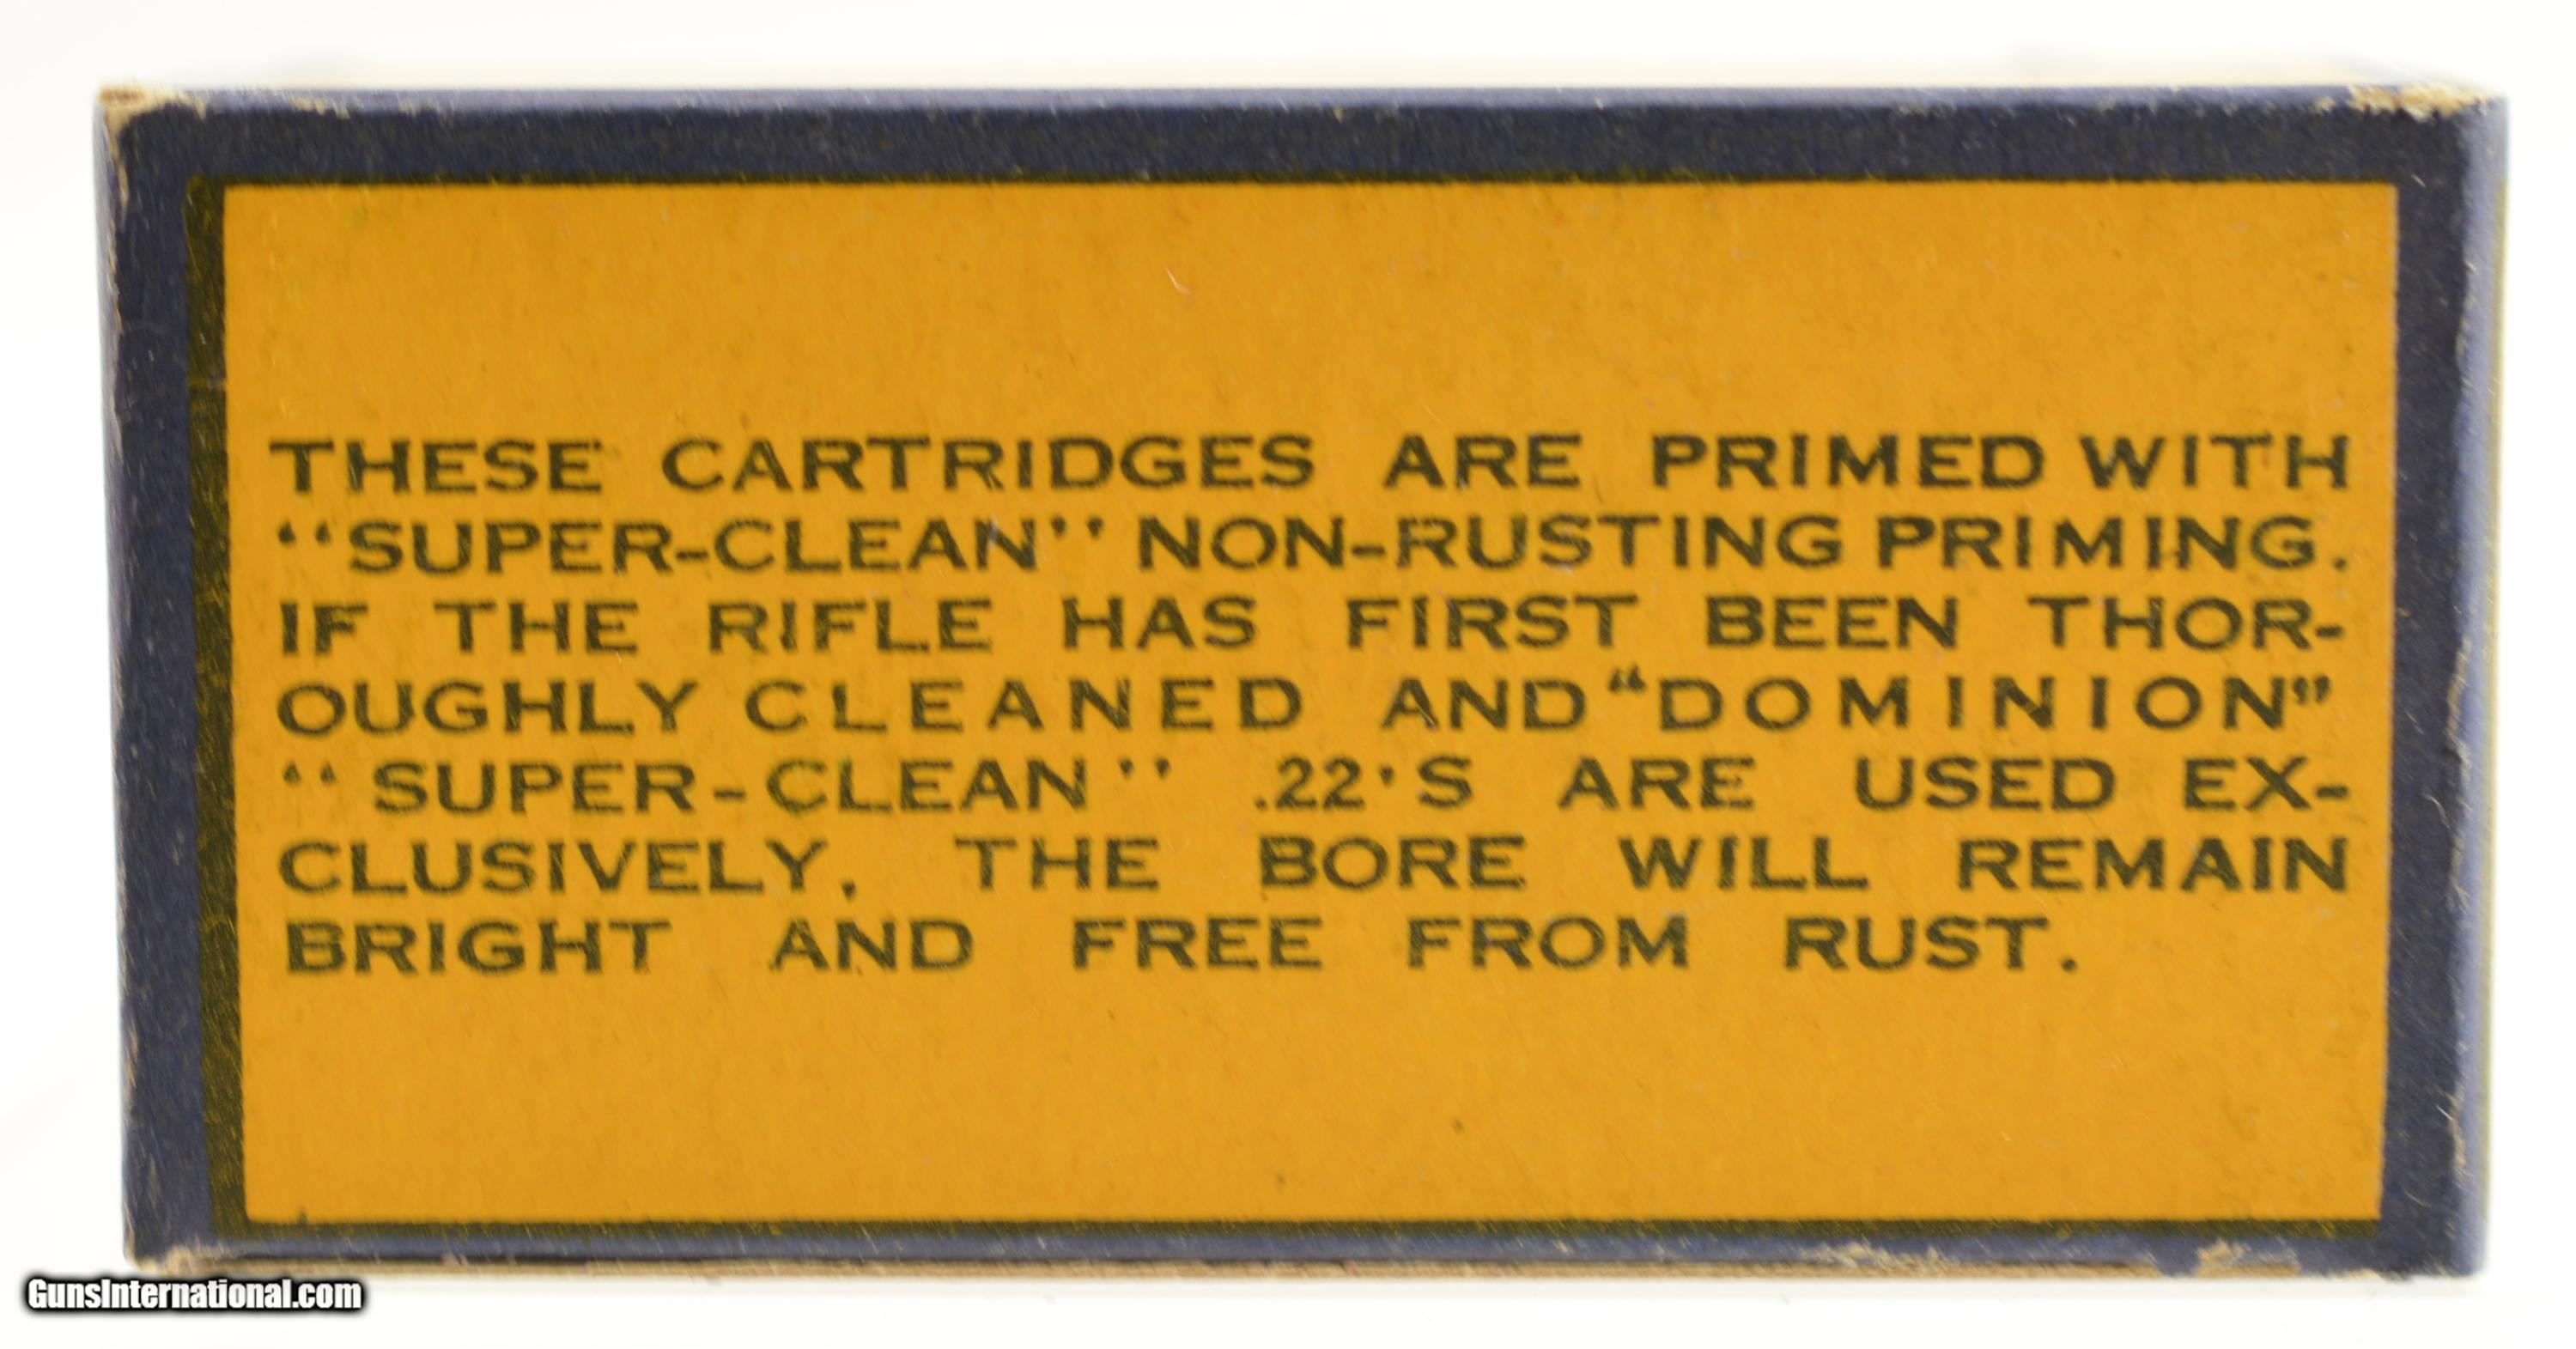 THESE CARTRIDGES ARE PRIMED WITH
"SUPER-CLEAN" NON-RUSTING PRIMING.
IF THE RIFLE HAS FIRST BEEN THOR-
OUGHLY CLEANED AND "DOMINION"
"SUPER-CLEAN" .22'S ARE USED EX-
CLUSIVELY, THE BORE WILL REMAIN
BRIGHT AND FREE FROM RUST.
GunsInternational.com